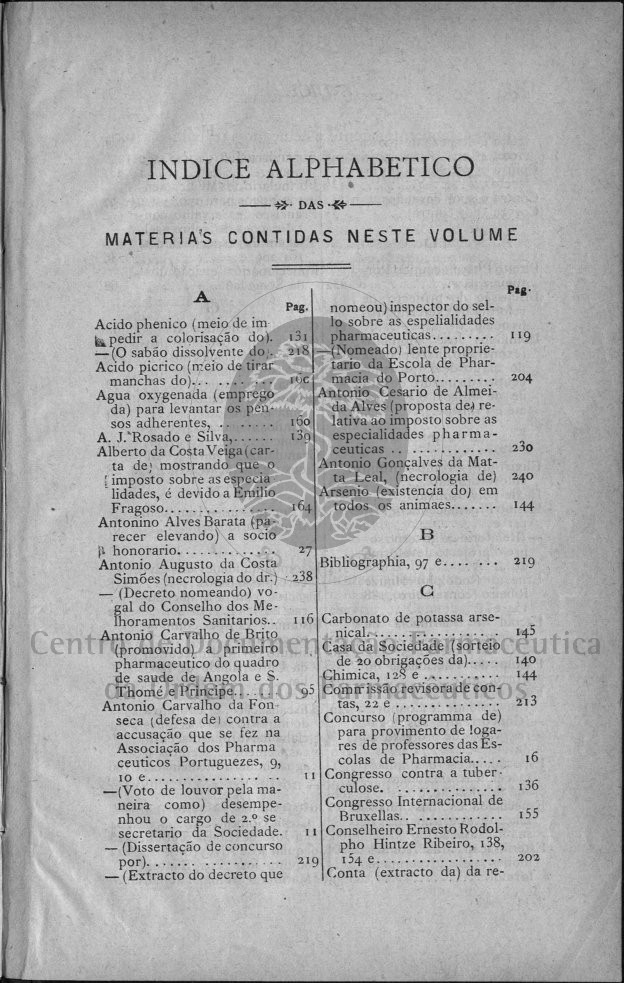 INDICE ALPHABETICO
DAS
MATERIAS CONTIDAS NESTE VOLUME
A
Pag.
Acido phenico (meio de im-
pedir a colorisação do). 131
—(O sabão dissolvente do). 218
Acido picrico (meio de tirar
manchas do)... ........
Agua oxygenada (emprego
da) para levantar os pen-
sos adherentes, ........ 160
A. J. Rosado e Silva,...... 139
Alberto da Costa Veiga (car-
ta de) mostrando que o
imposto sobre as especia
lidades, é devido a Emilio
Fragoso................ 164
Antonino Alves Barata (pa-
recer elevando) a socio
honorario.............. 27
Antonio Augusto da Costa
Simões (necrologia do dr.) 238
— (Decreto nomeando) vo-
gal do Conselho dos Me-
lhoramentos Sanitarios.. 116
Antonio Carvalho de Brito
(promovido) a primeiro
pharmaceutico do quadro
de saude de Angola e S.
Thomé e Principe........ 95
Antonio Carvalho da Fon-
seca (defesa de) contra a
accusação que se fez na
Associação dos Pharma
ceuticos Portuguezes, 9,
10 e................ .. 11
—(Voto de louvor pela ma-
neira como) desempe-
nhou o cargo de 2.º se
secretario da Sociedade. 11
— (Dissertação de concurso
por).................. 219
— (Extracto do decreto que
Pag.
nomeou) inspector do sel-
lo sobre as espelialidades
pharmaceuticas......... 119
—(Nomeado) lente proprie-
tario da Escola de Phar-
macia do Porto......... 204
Antonio Cesario de Almei-
da Alves (proposta de) re-
lativa ao imposto sobre as
especialidades pharma-
ceuticas .. ............. 230
Antonio Gonçalves da Mat-
ta Leal, (necrologia de) 240
Arsenio (existencia do) em
todos os animaes....... 144
B
Bibliographia, 97 e....... 219
C
Carbonato de potassa arse-
nical.................. 145
Casa da Sociedade (sorteio
de 20 obrigações da)..... 140
Chimica, 128 e .......... 144
Commissão revisora de con-
tas, 22 e ............... 213
Concurso (programma de)
para provimento de loga-
res de professores das Es-
colas de Pharmacia..... 16
Congresso contra a tuber-
culose. ............... 136
Congresso Internacional de
Bruxellas.. ............ 155
Conselheiro Ernesto Rodol-
pho Hintze Ribeiro, 138,
154 e.................. 202
Conta (extracto da) da re-
Centro de Documentação Farmacêutica
da Ordem dos Farmacêuticos